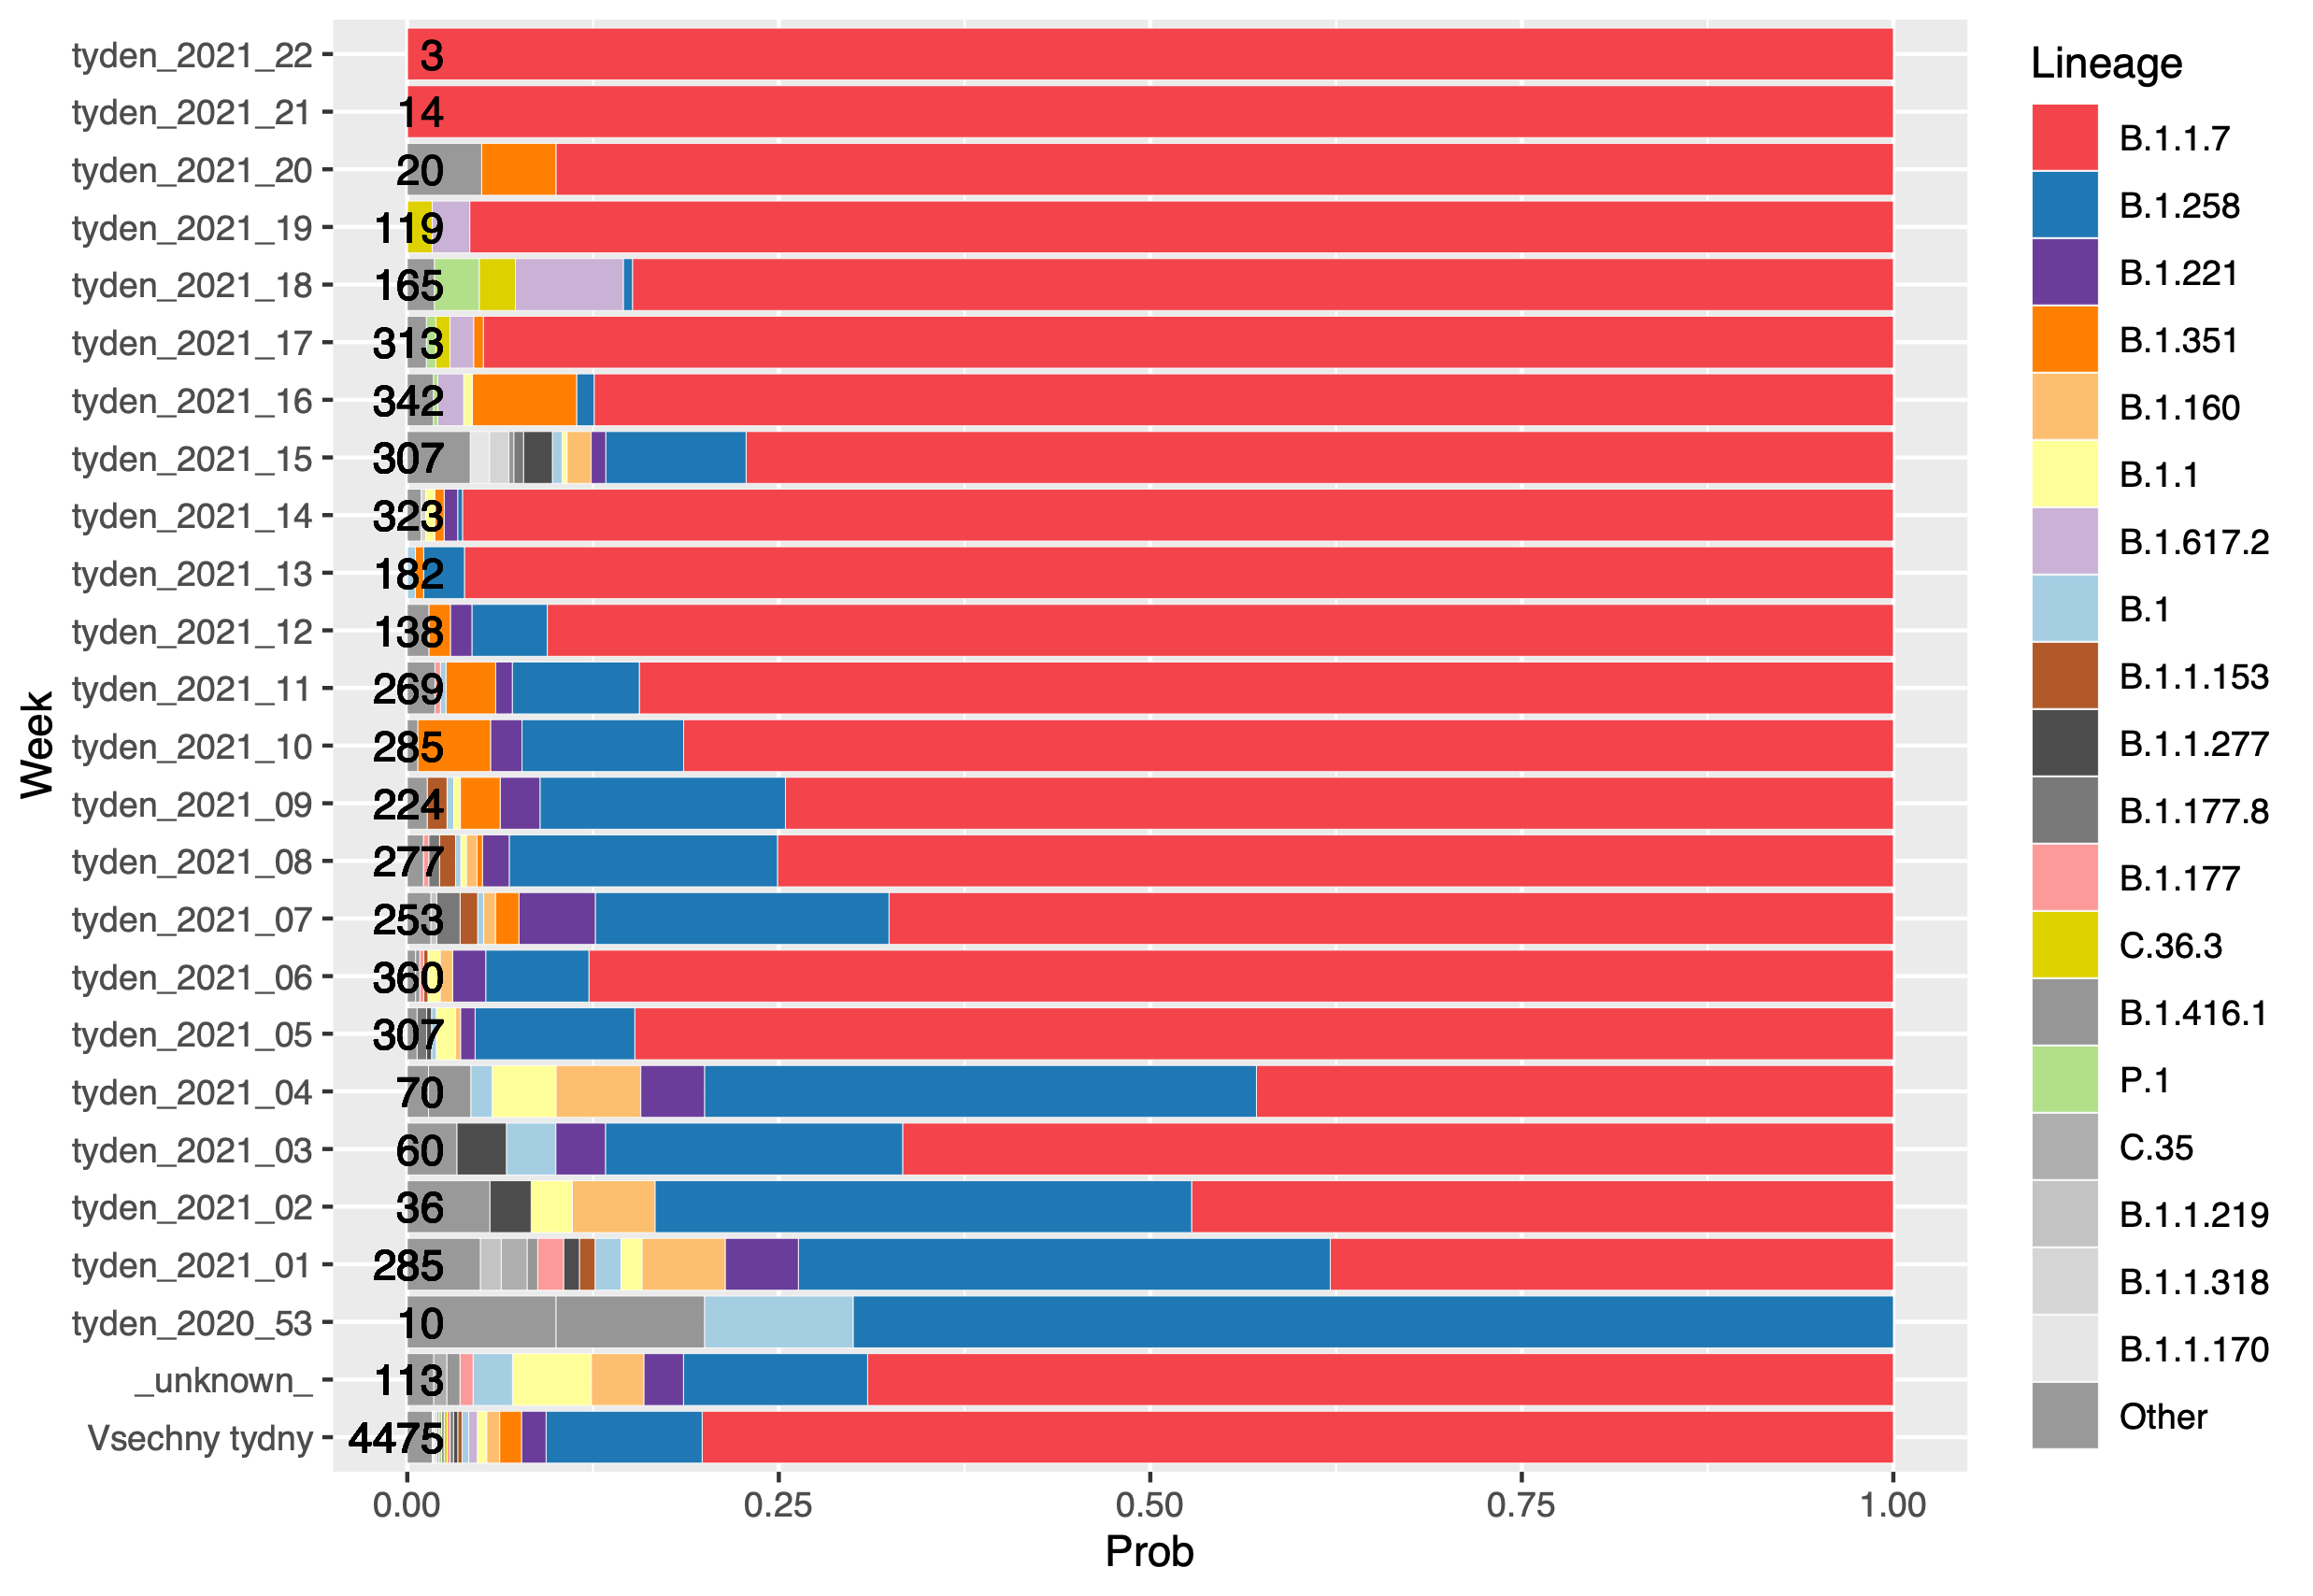 tyden_2021_22 3
tyden_2021_21 14
tyden_2021_20 20
tyden_2021_19 119
tyden_2021_18 165
tyden_2021_17 313
tyden_2021_16 342
tyden_2021_15 307
tyden_2021_14 323
tyden_2021_13 182
tyden_2021_12 138
tyden_2021_11 269
tyden_2021_10 285
tyden_2021_09 224
tyden_2021_08 277
tyden_2021_07 253
tyden_2021_06 360
tyden_2021_05 307
tyden_2021_04 70
tyden_2021_03 60
tyden_2021_02 36
tyden_2021_01 285
tyden_2020_53 10
_unknown_ 113
Vsechny tydny 4475
Week
0.00 0.25 0.50 0.75 1.00
Prob
Lineage
B.1.1.7
B.1.258
B.1.221
B.1.351
B.1.160
B.1.1
B.1.617.2
B.1
B.1.1.153
B.1.1.277
B.1.177.8
B.1.177
C.36.3
B.1.416.1
P.1
C.35
B.1.1.219
B.1.1.318
B.1.1.170
Other